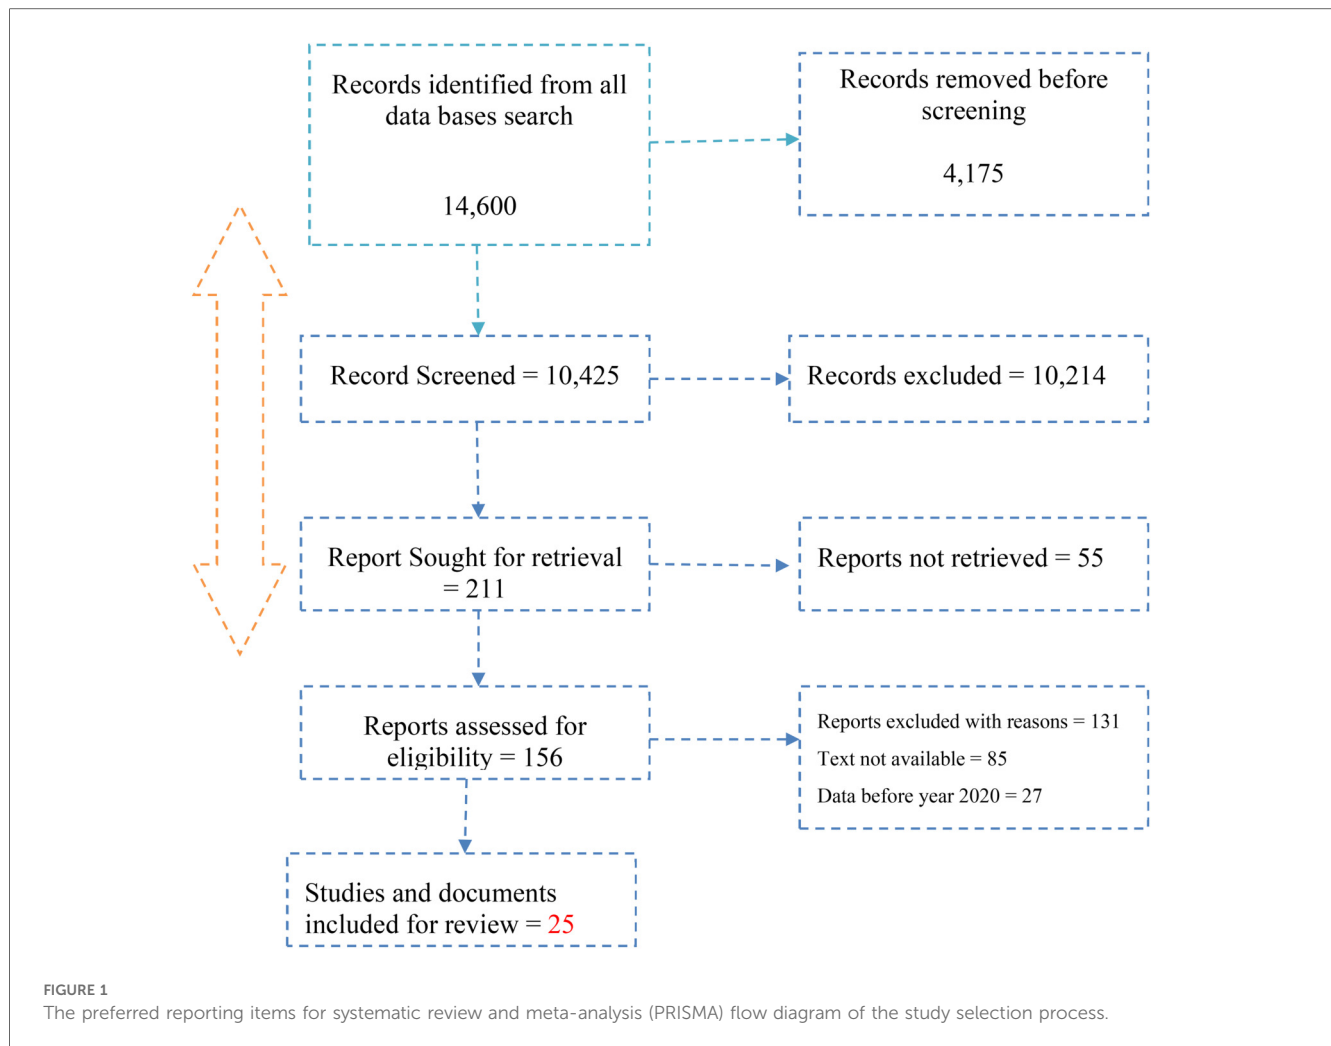 Records identified from all
data bases search
14,600
Records removed before
screening
4,175
Record Screened = 10,425
Records excluded = 10,214
Report Sought for retrieval
= 211
Reports not retrieved = 55
Reports assessed for
eligibility = 156
Reports excluded with reasons = 131
Text not available = 85
Data before year 2020 = 27
Studies and documents
included for review = 25
FIGURE 1
The preferred reporting items for systematic review and meta-analysis (PRISMA) flow diagram of the study selection process.